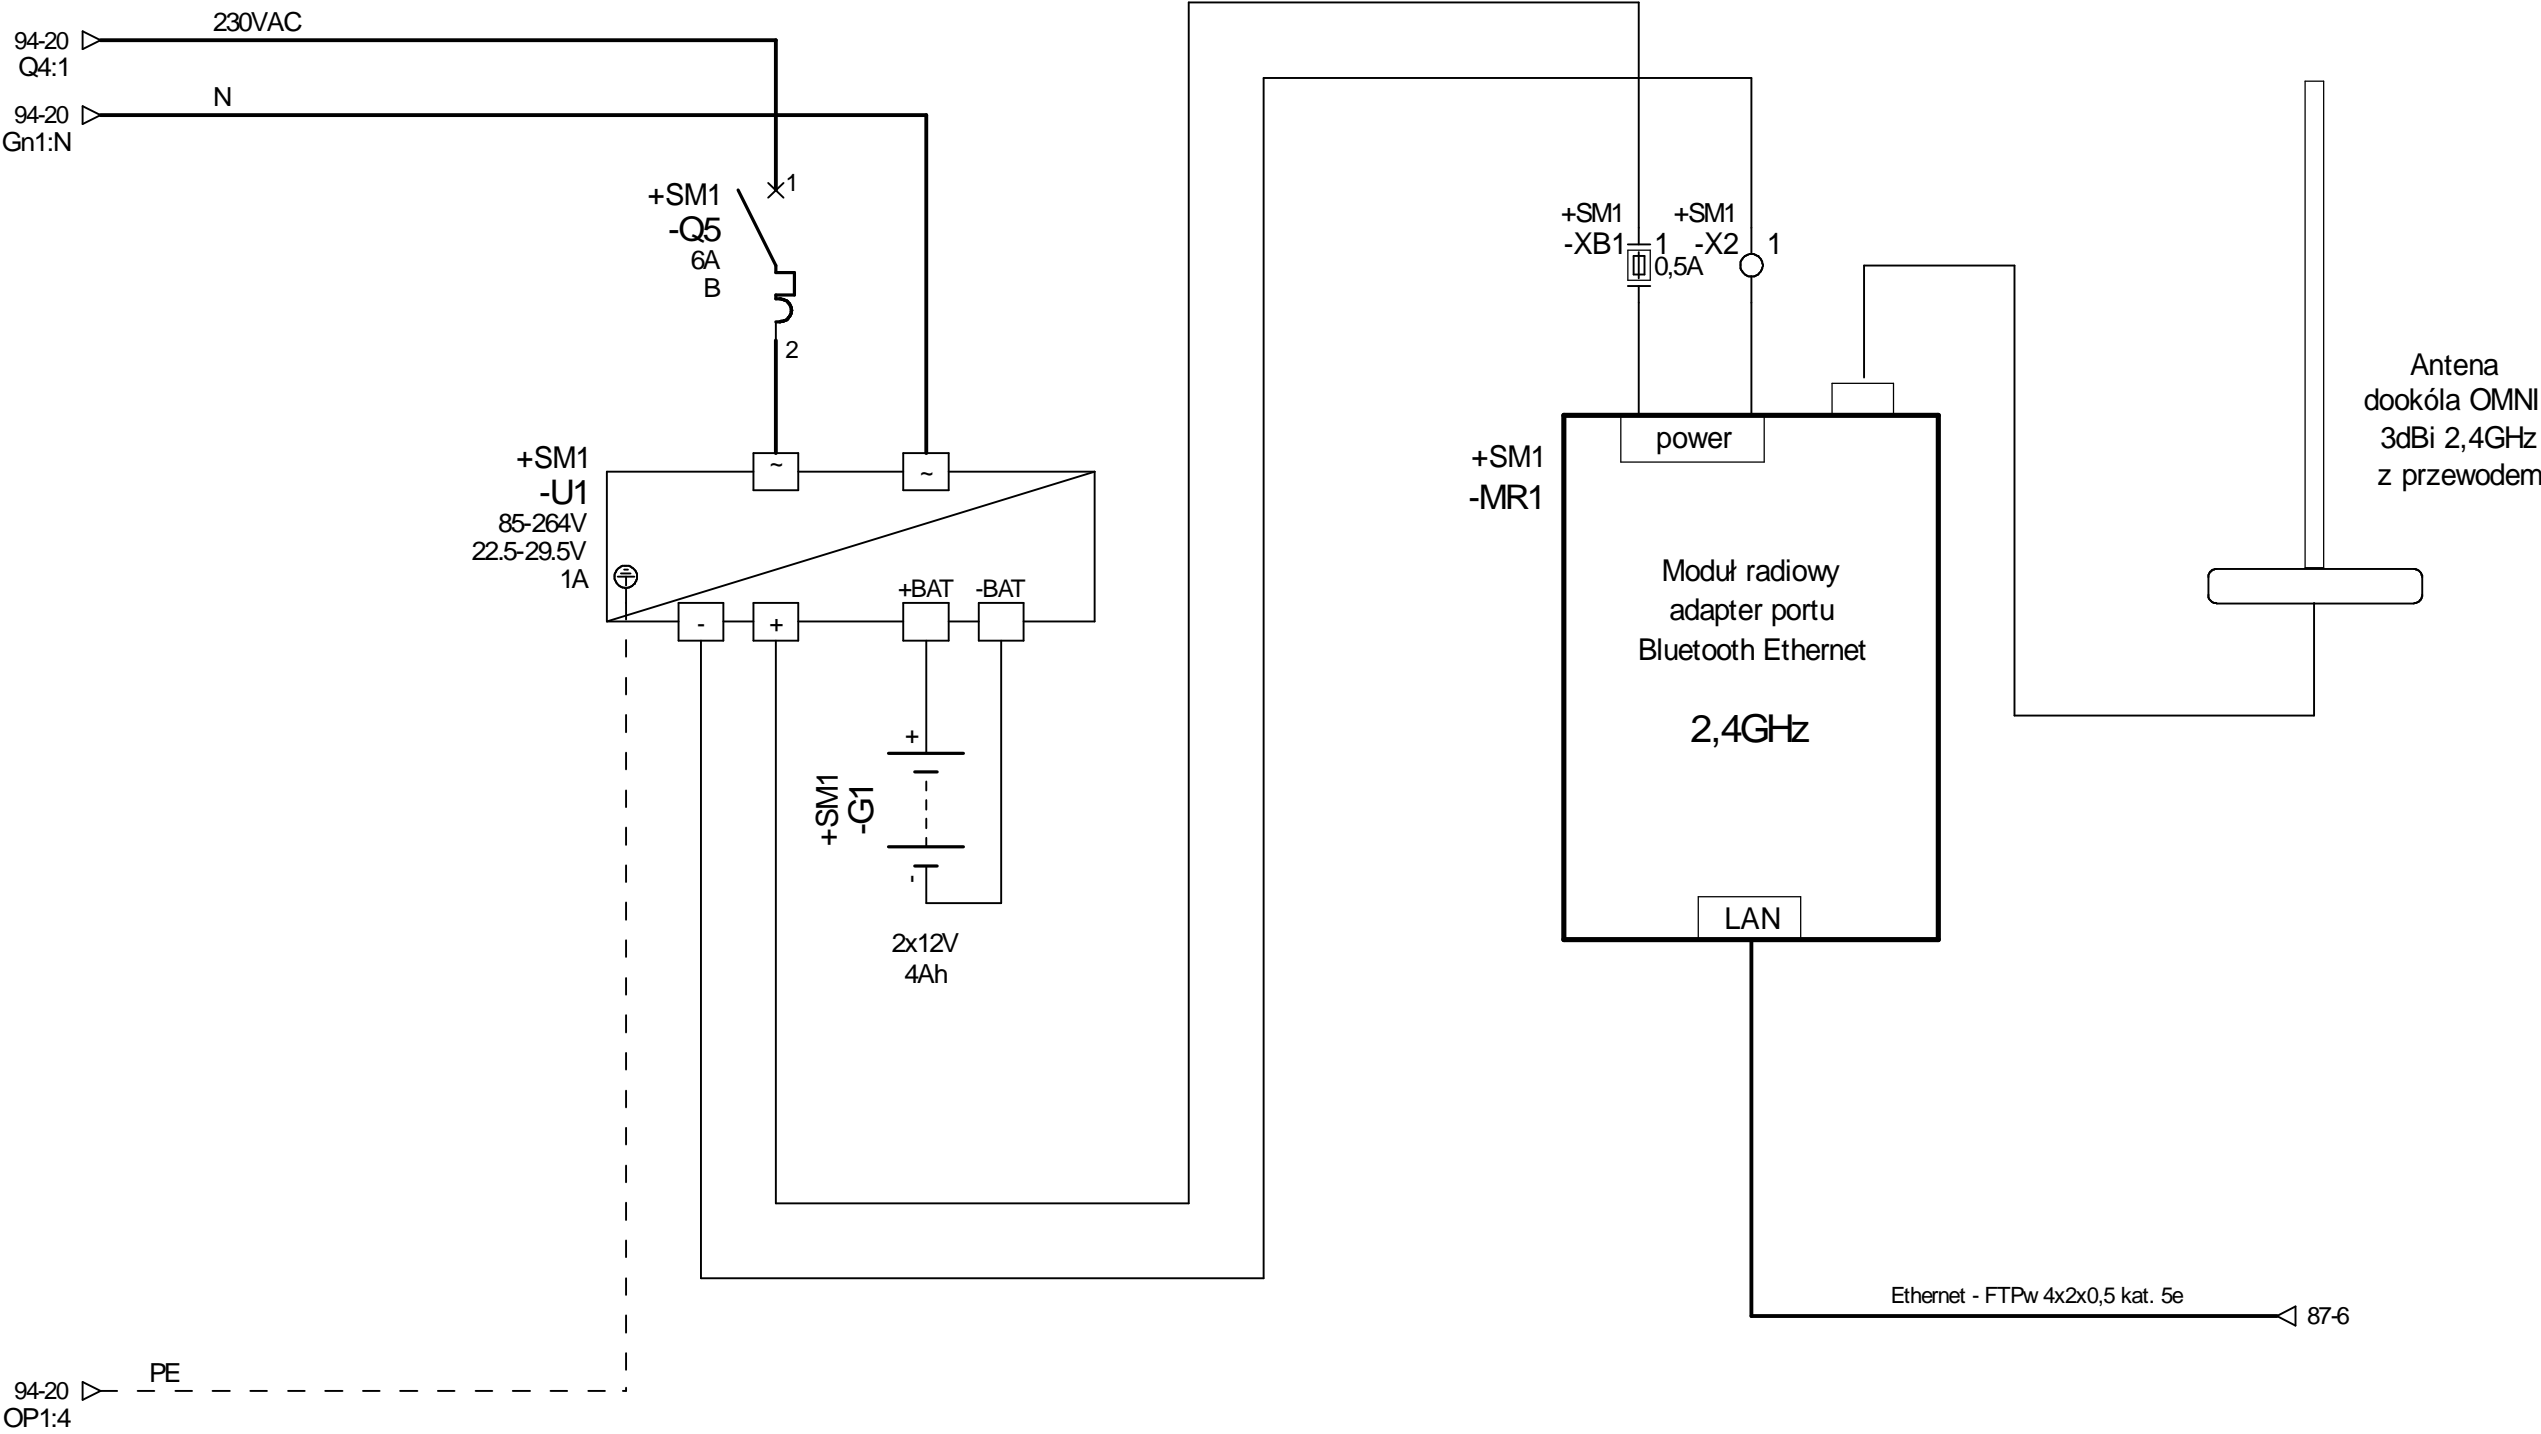 230VAC
94-20
Q4:1
N
94-20
Gn1:N
+SM1
-Q5
6A
B
1
2
+SM1
-U1
85-264V
22.5-29.5V
1A
~
~
-
+
+BAT
-BAT
+
+SM1
-G1
-
2x12V
4Ah
+SM1
-XB1
1
0,5A
+SM1
-X2
1
power
+SM1
-MR1
Moduł radiowy
adapter portu
Bluetooth Ethernet
2,4GHz
LAN
Antena
dookóla OMNI
3dBi 2,4GHz
z przewodem
Ethernet - FTPw 4x2x0,5 kat. 5e
87-6
PE
94-20
OP1:4